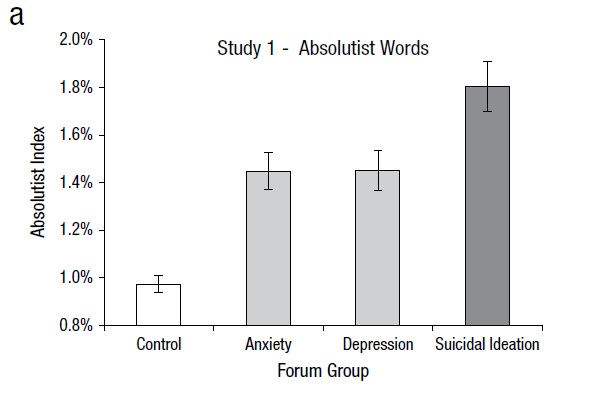 a
Study 1 - Absolutist Words
2.0%
1.8%
1.6%
1.4%
1.2%
1.0%
0.8%
Absolutist Index
Control Anxiety Depression Suicidal Ideation
Forum Group